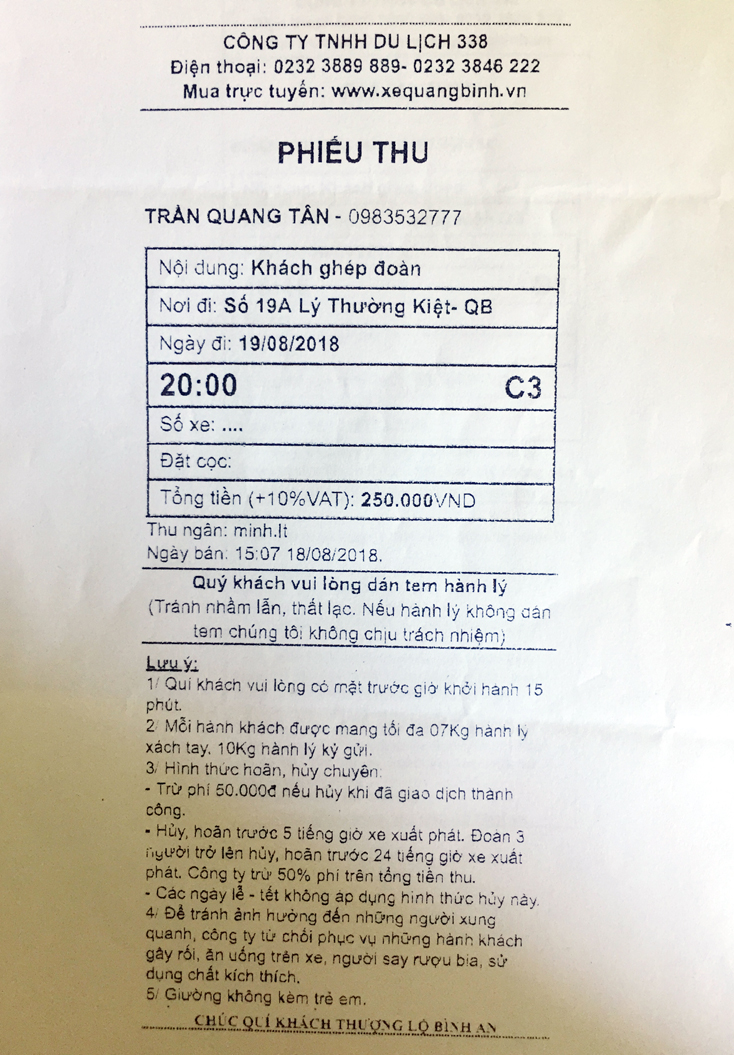 CÔNG TY TNHH DU LỊCH 338
Điện thoại: 0232 3889 889- 0232 3846 222
Mua trực tuyến: www.xequangbinh.vn
PHIẾU THU
TRẦN QUANG TÂN - 0983532777
Nội dung: Khách ghép đoàn
Nơi đi: Số 19A Lý Thường Kiệt- QB
Ngày đi: 19/08/2018
20:00 C3
Số xe: ....
Đặt cọc:
Tổng tiền (+10%VAT): 250.000VND
Thu ngân: minh.lt
Ngày bán: 15:07 18/08/2018.
Quý khách vui lòng dán tem hành lý
(Tránh nhầm lẫn, thất lạc. Nếu hành lý không dán
tem chúng tôi không chịu trách nhiệm)
Lưu ý:
1/ Quí khách vui lòng có mặt trước giờ khởi hành 15
phút.
2/ Mỗi hành khách được mang tối đa 07Kg hành lý
xách tay, 10Kg hành lý ký gửi.
3/ Hình thức hoãn, hủy chuyến:
- Trừ phí 50.000đ nếu hủy khi đã giao dịch thành
công.
- Hủy, hoãn trước 5 tiếng giờ xe xuất phát. Đoàn 3
người trở lên hủy, hoãn trước 24 tiếng giờ xe xuất
phát. Công ty trừ 50% phí trên tổng tiền thu.
- Các ngày lễ - tết không áp dụng hình thức hủy này.
4/ Để tránh ảnh hưởng đến những người xung
quanh, công ty từ chối phục vụ những hành khách
gây rối, ăn uống trên xe, người say rượu bia, sử
dụng chất kích thích.
5/ Giường không kèm trẻ em.
CHÚC QUÍ KHÁCH THƯỢNG LỘ BÌNH AN